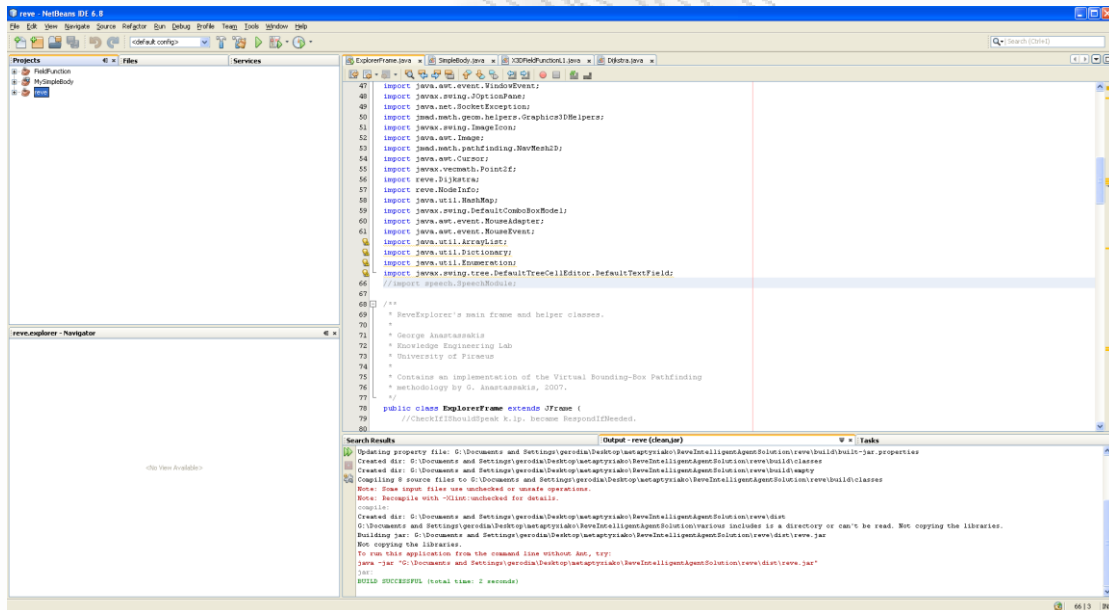 reve - NetBeans IDE 6.8
File Edit View Navigate Source Refactor Run Debug Profile Team Tools Window Help
<default config>
Search (Ctrl+I)
Projects Files Services
FieldFunction
MySimpleBody
reve
reve.explorer - Navigator
<No View Available>
ExplorerFrame.java SimpleBody.java X3DFieldFunctionL1.java Dijkstra.java
47 import java.awt.event.WindowEvent;
48 import javax.swing.JOptionPane;
49 import java.net.SocketException;
50 import jmad.math.geom.helpers.Graphics3DHelpers;
51 import javax.swing.ImageIcon;
52 import java.awt.Image;
53 import jmad.math.pathfinding.NavMesh2D;
54 import java.awt.Cursor;
55 import javax.vecmath.Point2f;
56 import reve.Dijkstra;
57 import reve.NodeInfo;
58 import java.util.HashMap;
59 import javax.swing.DefaultComboBoxModel;
60 import java.awt.event.MouseAdapter;
61 import java.awt.event.MouseEvent;
import java.util.ArrayList;
import java.util.Dictionary;
import java.util.Enumeration;
import javax.swing.tree.DefaultTreeCellEditor.DefaultTextField;
66 //import speech.SpeechModule;
67
68 /**
69 * ReveExplorer's main frame and helper classes.
70 *
71 * George Anastassakis
72 * Knowledge Engineering Lab
73 * University of Piraeus
74 *
75 * Contains an implementation of the Virtual Bounding-Box Pathfinding
76 * methodology by G. Anastassakis, 2007.
77 */
78 public class ExplorerFrame extends JFrame {
79 //CheckIfIShouldSpeak k.lp. became RespondIfNeeded.
80
Search Results Output - reve (clean,jar) Tasks
Updating property file: G:\Documents and Settings\gerodim\Desktop\metaptyxiako\ReveIntelligentAgentSolution\reve\build\built-jar.properties
Created dir: G:\Documents and Settings\gerodim\Desktop\metaptyxiako\ReveIntelligentAgentSolution\reve\build\classes
Created dir: G:\Documents and Settings\gerodim\Desktop\metaptyxiako\ReveIntelligentAgentSolution\reve\build\empty
Compiling 8 source files to G:\Documents and Settings\gerodim\Desktop\metaptyxiako\ReveIntelligentAgentSolution\reve\build\classes
Note: Some input files use unchecked or unsafe operations.
Note: Recompile with -Xlint:unchecked for details.
compile:
Created dir: G:\Documents and Settings\gerodim\Desktop\metaptyxiako\ReveIntelligentAgentSolution\reve\dist
G:\Documents and Settings\gerodim\Desktop\metaptyxiako\ReveIntelligentAgentSolution\various includes is a directory or can't be read. Not copying the libraries.
Building jar: G:\Documents and Settings\gerodim\Desktop\metaptyxiako\ReveIntelligentAgentSolution\reve\dist\reve.jar
Not copying the libraries.
To run this application from the command line without Ant, try:
java -jar "G:\Documents and Settings\gerodim\Desktop\metaptyxiako\ReveIntelligentAgentSolution\reve\dist\reve.jar"
jar:
BUILD SUCCESSFUL (total time: 2 seconds)
66|3